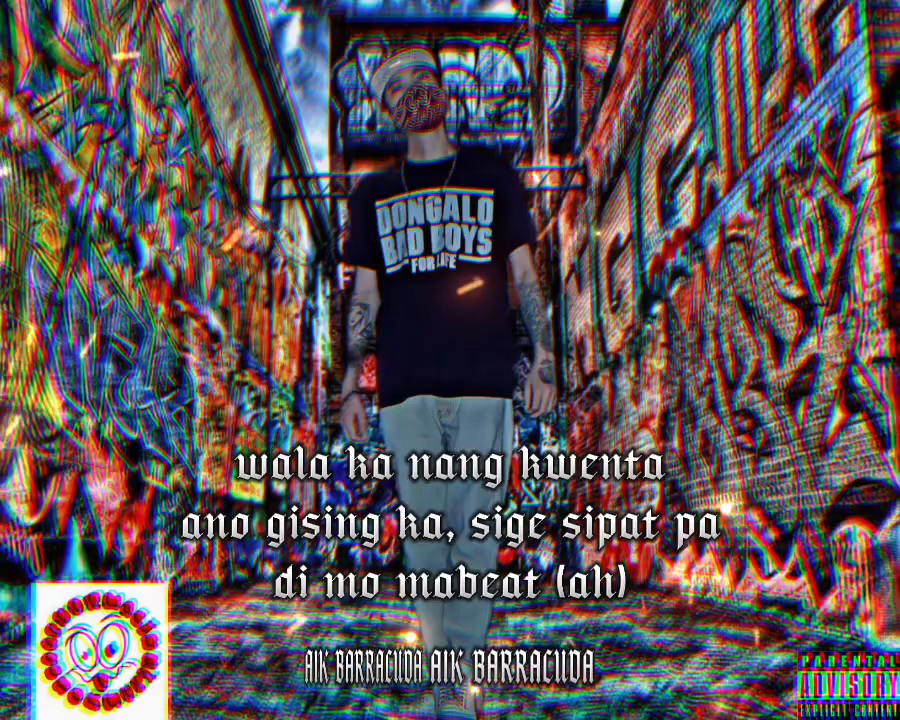 DONGALO
BAD BOYS
FOR LIFE
wala ka nang kwenta
ano gising ka, sige sipat pa
di mo mabeat (ah)
AIK BARRACUDA AIK BARRACUDA
PARENTAL
ADVISORY
EXPLICIT CONTENT